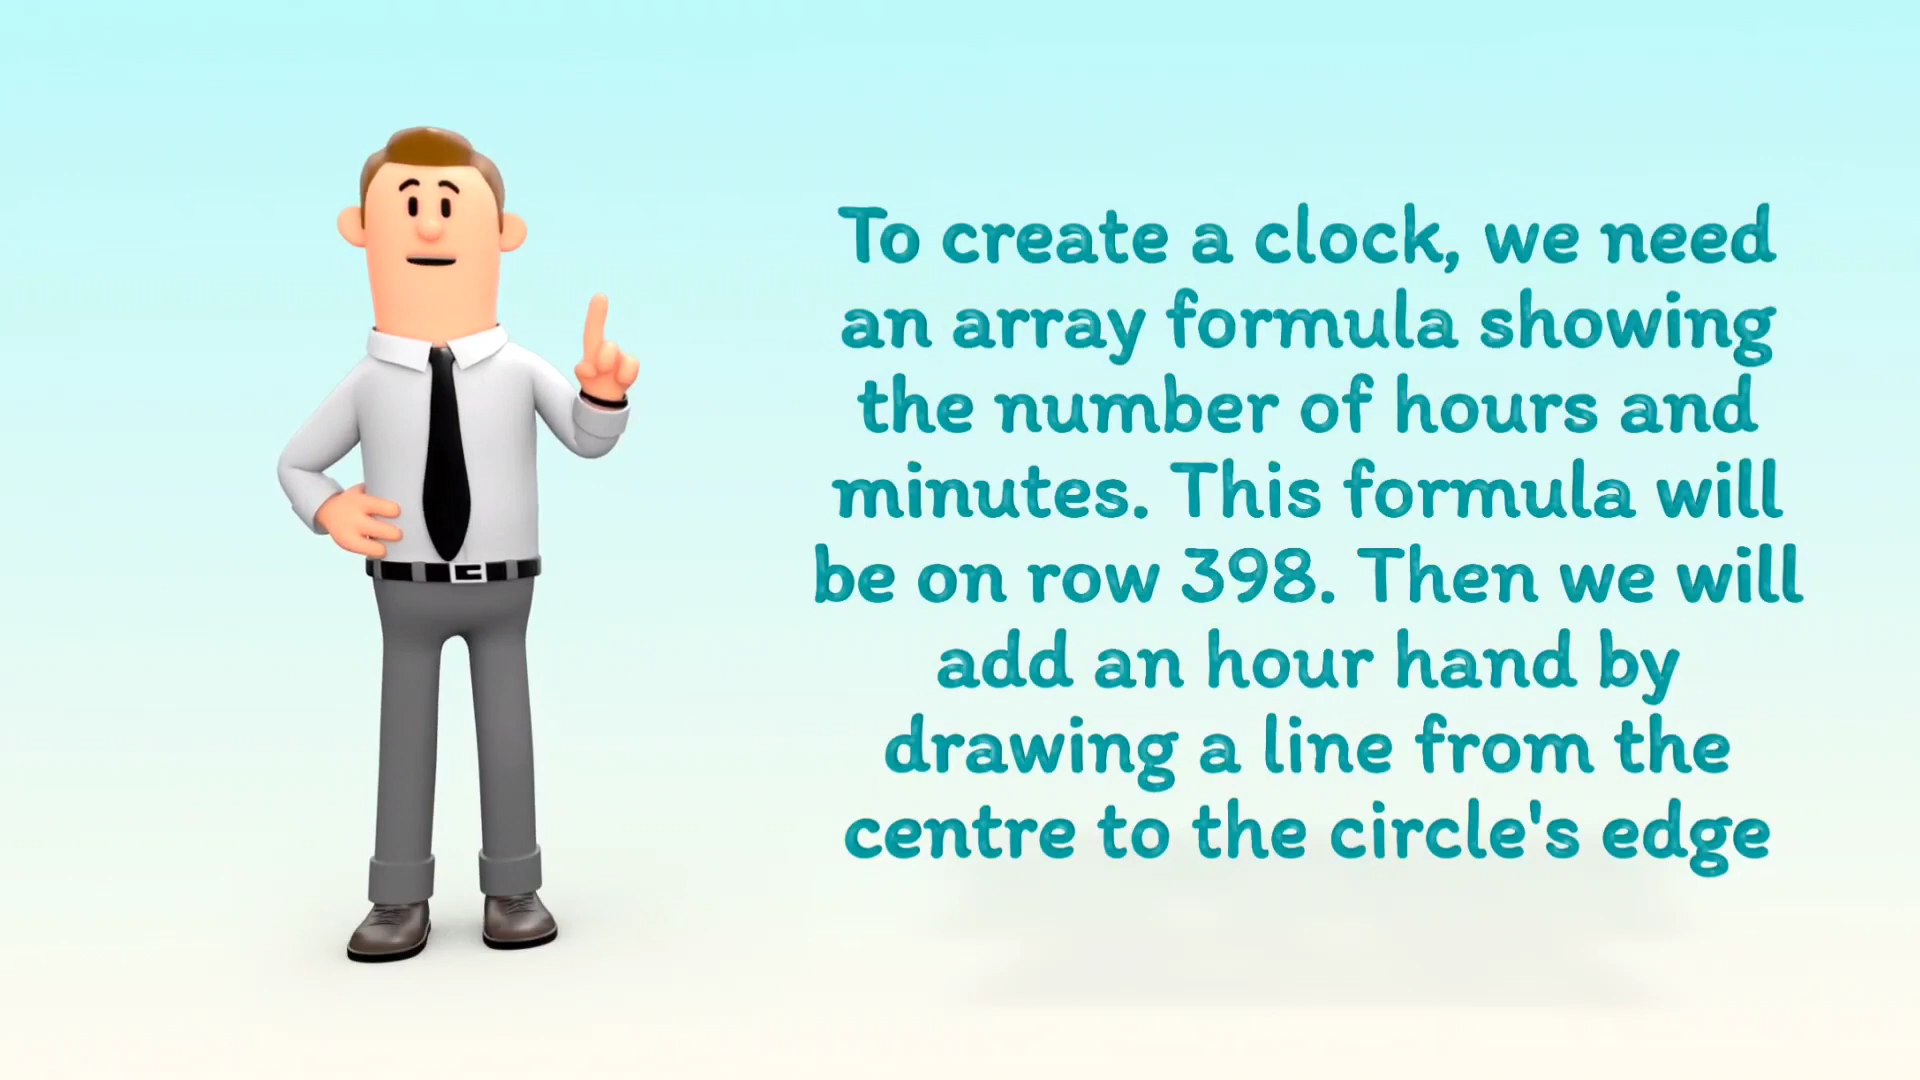 To create a clock, we need
an array formula showing
the number of hours and
minutes. This formula will
be on row 398. Then we will
add an hour hand by
drawing a line from the
centre to the circle's edge